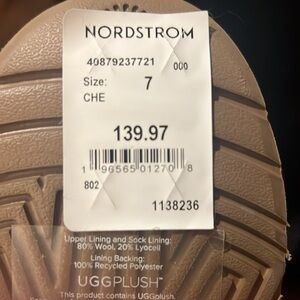 NORDSTROM
40879237721 000
Size: 7
CHE
139.97
1 96565 01270 8
802
1138236
Upper Lining and Sock Lining:
80% Wool, 20% Lyocell
Lining Backing:
100% Recycled Polyester
UGGPLUSH™
This product contains UGGplush